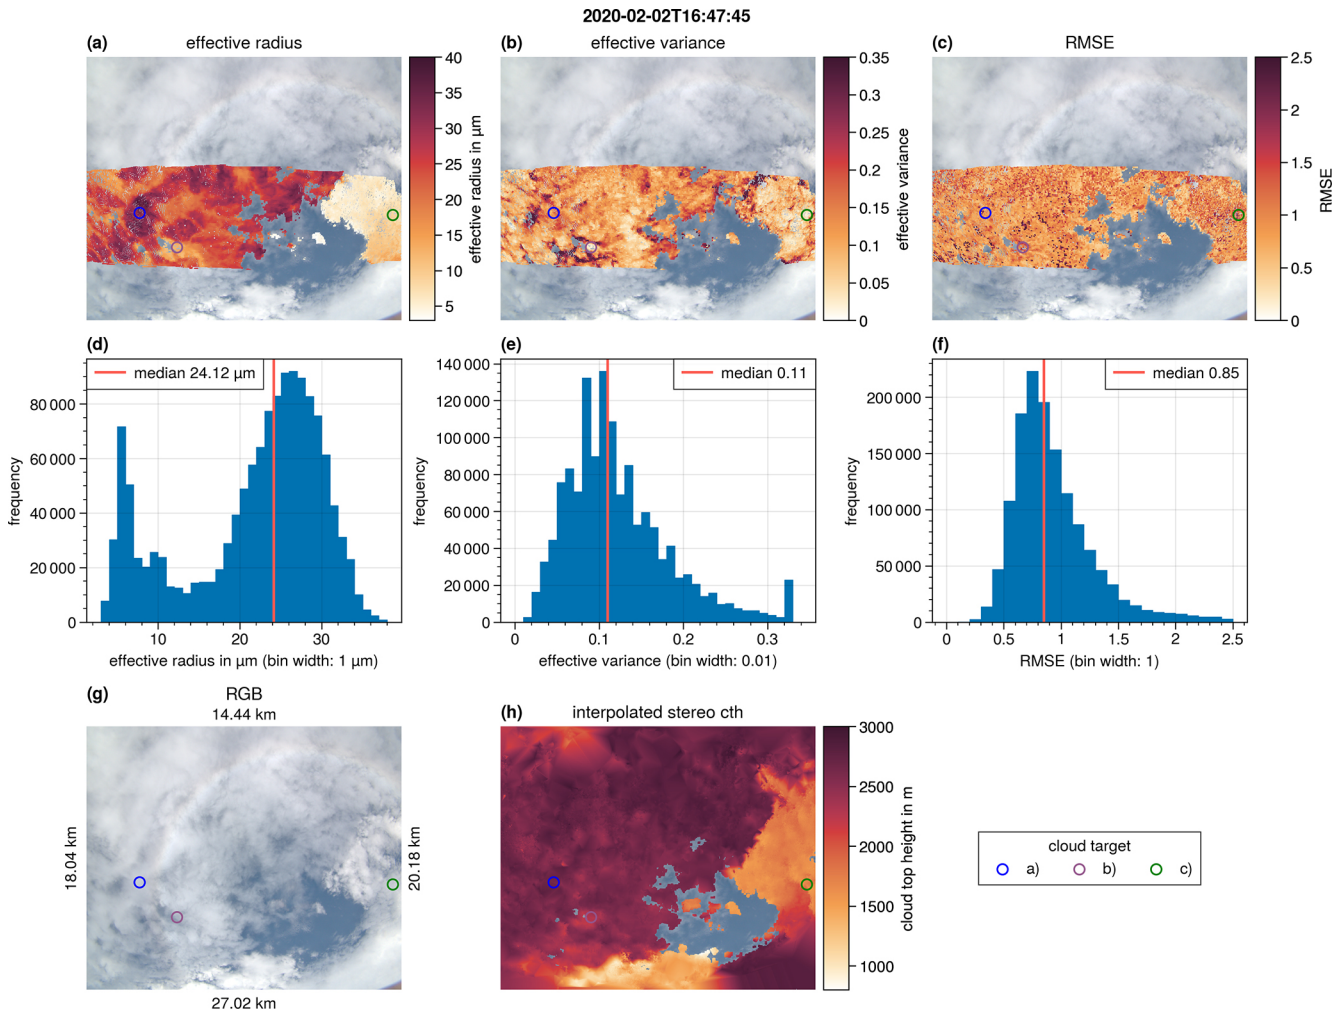 2020-02-02T16:47:45
(a) effective radius
40
35
30
25
20
15
10
5
effective radius in µm
(b) effective variance
0.35
0.3
0.25
0.2
0.15
0.1
0.05
0
effective variance
(c) RMSE
2.5
2
1.5
1
0.5
0
RMSE
(d)
median 24.12 µm
80 000
60 000
40 000
20 000
0
frequency
10 20 30
effective radius in µm (bin width: 1 µm)
(e)
median 0.11
140 000
120 000
100 000
80 000
60 000
40 000
20 000
0
frequency
0 0.1 0.2 0.3
effective variance (bin width: 0.01)
(f)
median 0.85
200 000
150 000
100 000
50 000
0
frequency
0 0.5 1 1.5 2 2.5
RMSE (bin width: 1)
(g) RGB
14.44 km
18.04 km
20.18 km
27.02 km
(h) interpolated stereo cth
3000
2500
2000
1500
1000
cloud top height in m
cloud target
a) b) c)